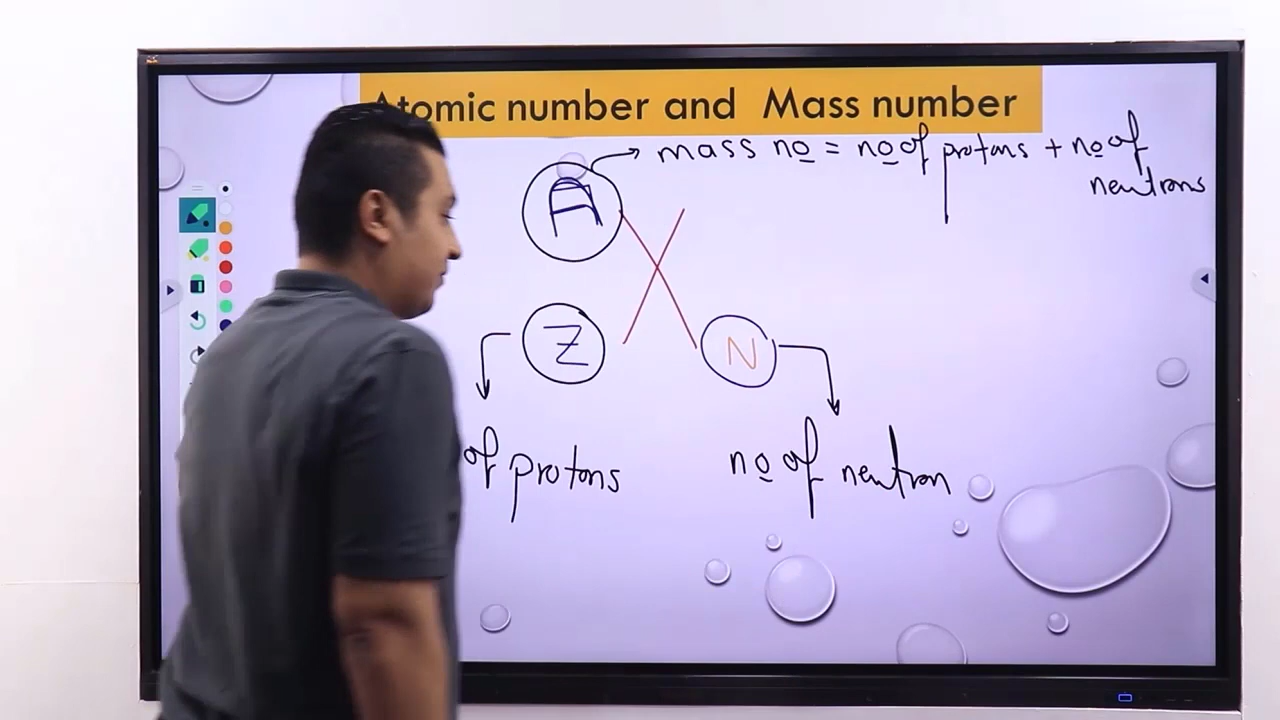 Atomic number and Mass number
mass no = no of protons + no of
neutrons
A
Z
N
of protons
no of neutron